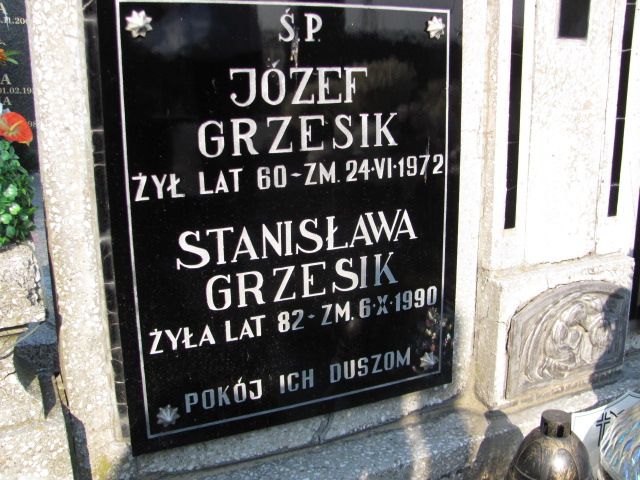 Ś.P.
JÓZEF
GRZESIK
ŻYŁ LAT 60-ZM. 24·VI·1972
STANISŁAWA
GRZESIK
ŻYŁA LAT 82-ZM. 6·X·1990
POKÓJ ICH DUSZOM